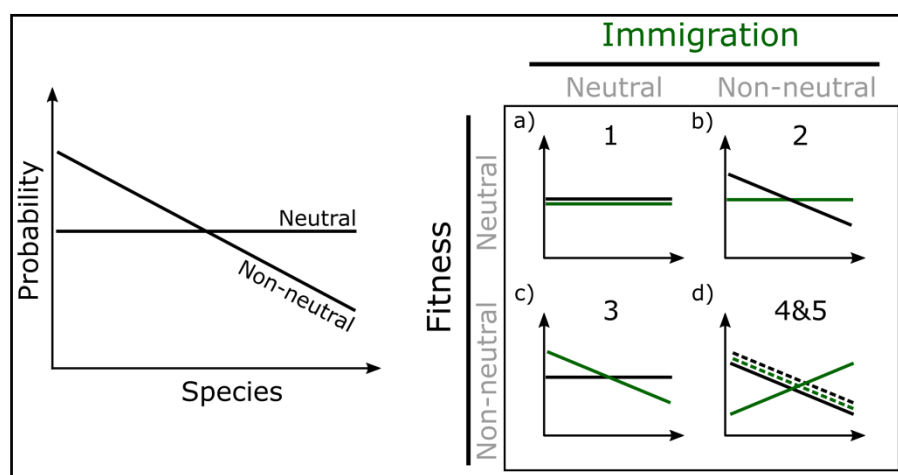 Probability
Species
Neutral
Non-neutral
Immigration
Neutral
Non-neutral
Fitness
Neutral
Non-neutral
a)
1
b)
2
c)
3
d)
4&5